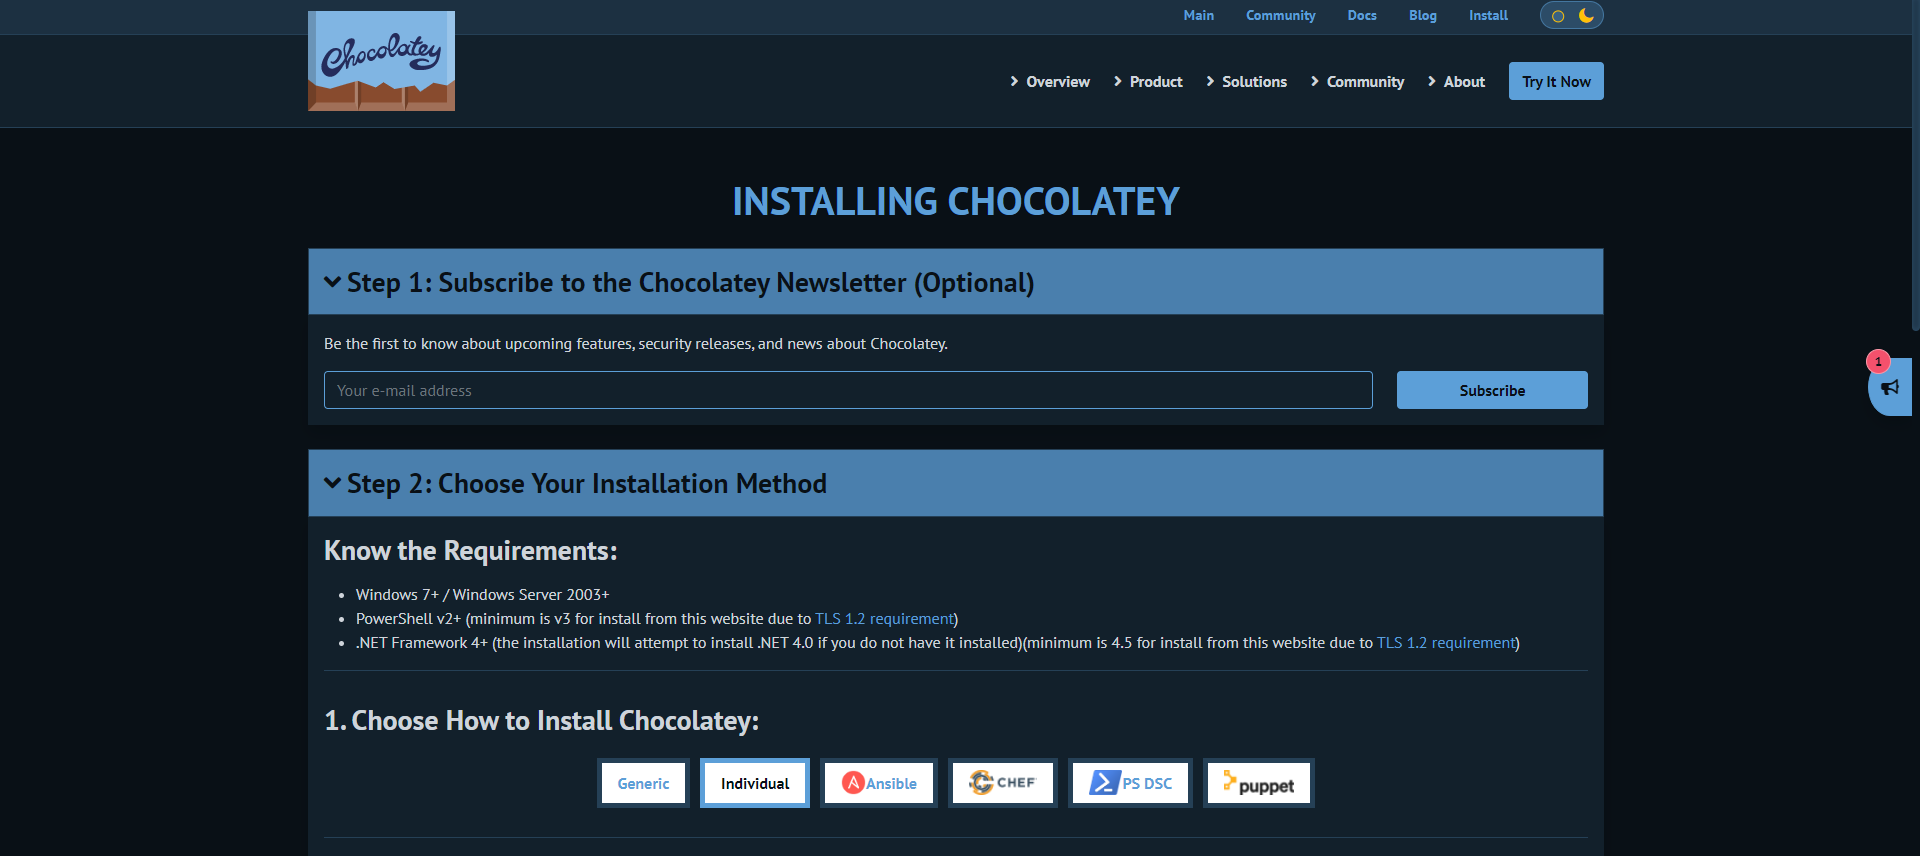 Main Community Docs Blog Install
Chocolatey
Overview Product Solutions Community About Try It Now
INSTALLING CHOCOLATEY
Step 1: Subscribe to the Chocolatey Newsletter (Optional)
Be the first to know about upcoming features, security releases, and news about Chocolatey.
Your e-mail address Subscribe
1
Step 2: Choose Your Installation Method
Know the Requirements:
Windows 7+ / Windows Server 2003+
PowerShell v2+ (minimum is v3 for install from this website due to TLS 1.2 requirement)
.NET Framework 4+ (the installation will attempt to install .NET 4.0 if you do not have it installed)(minimum is 4.5 for install from this website due to TLS 1.2 requirement)
1. Choose How to Install Chocolatey:
Generic Individual A Ansible CHEF PS DSC puppet